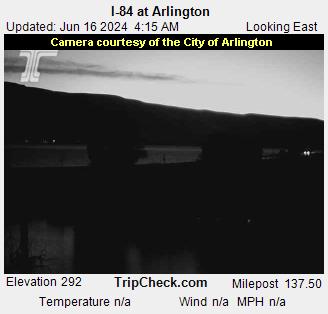 I-84 at Arlington
Updated: Jun 16 2024 4:15 AM Looking East
Camera courtesy of the City of Arlington
Elevation 292 TripCheck.com Milepost 137.50
Temperature n/a Wind n/a MPH n/a